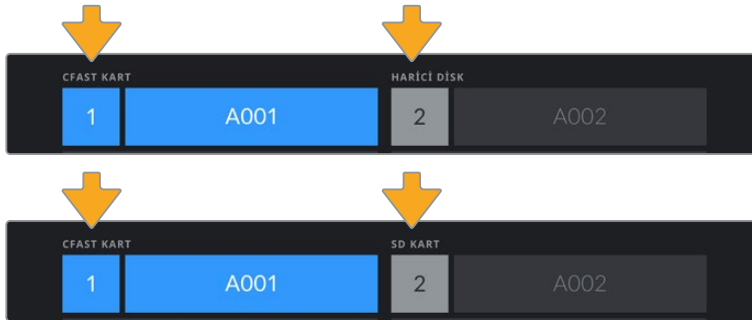 CFAST KART HARİCİ DİSK
1 A001 2 A002
CFAST KART SD KART
1 A001 2 A002